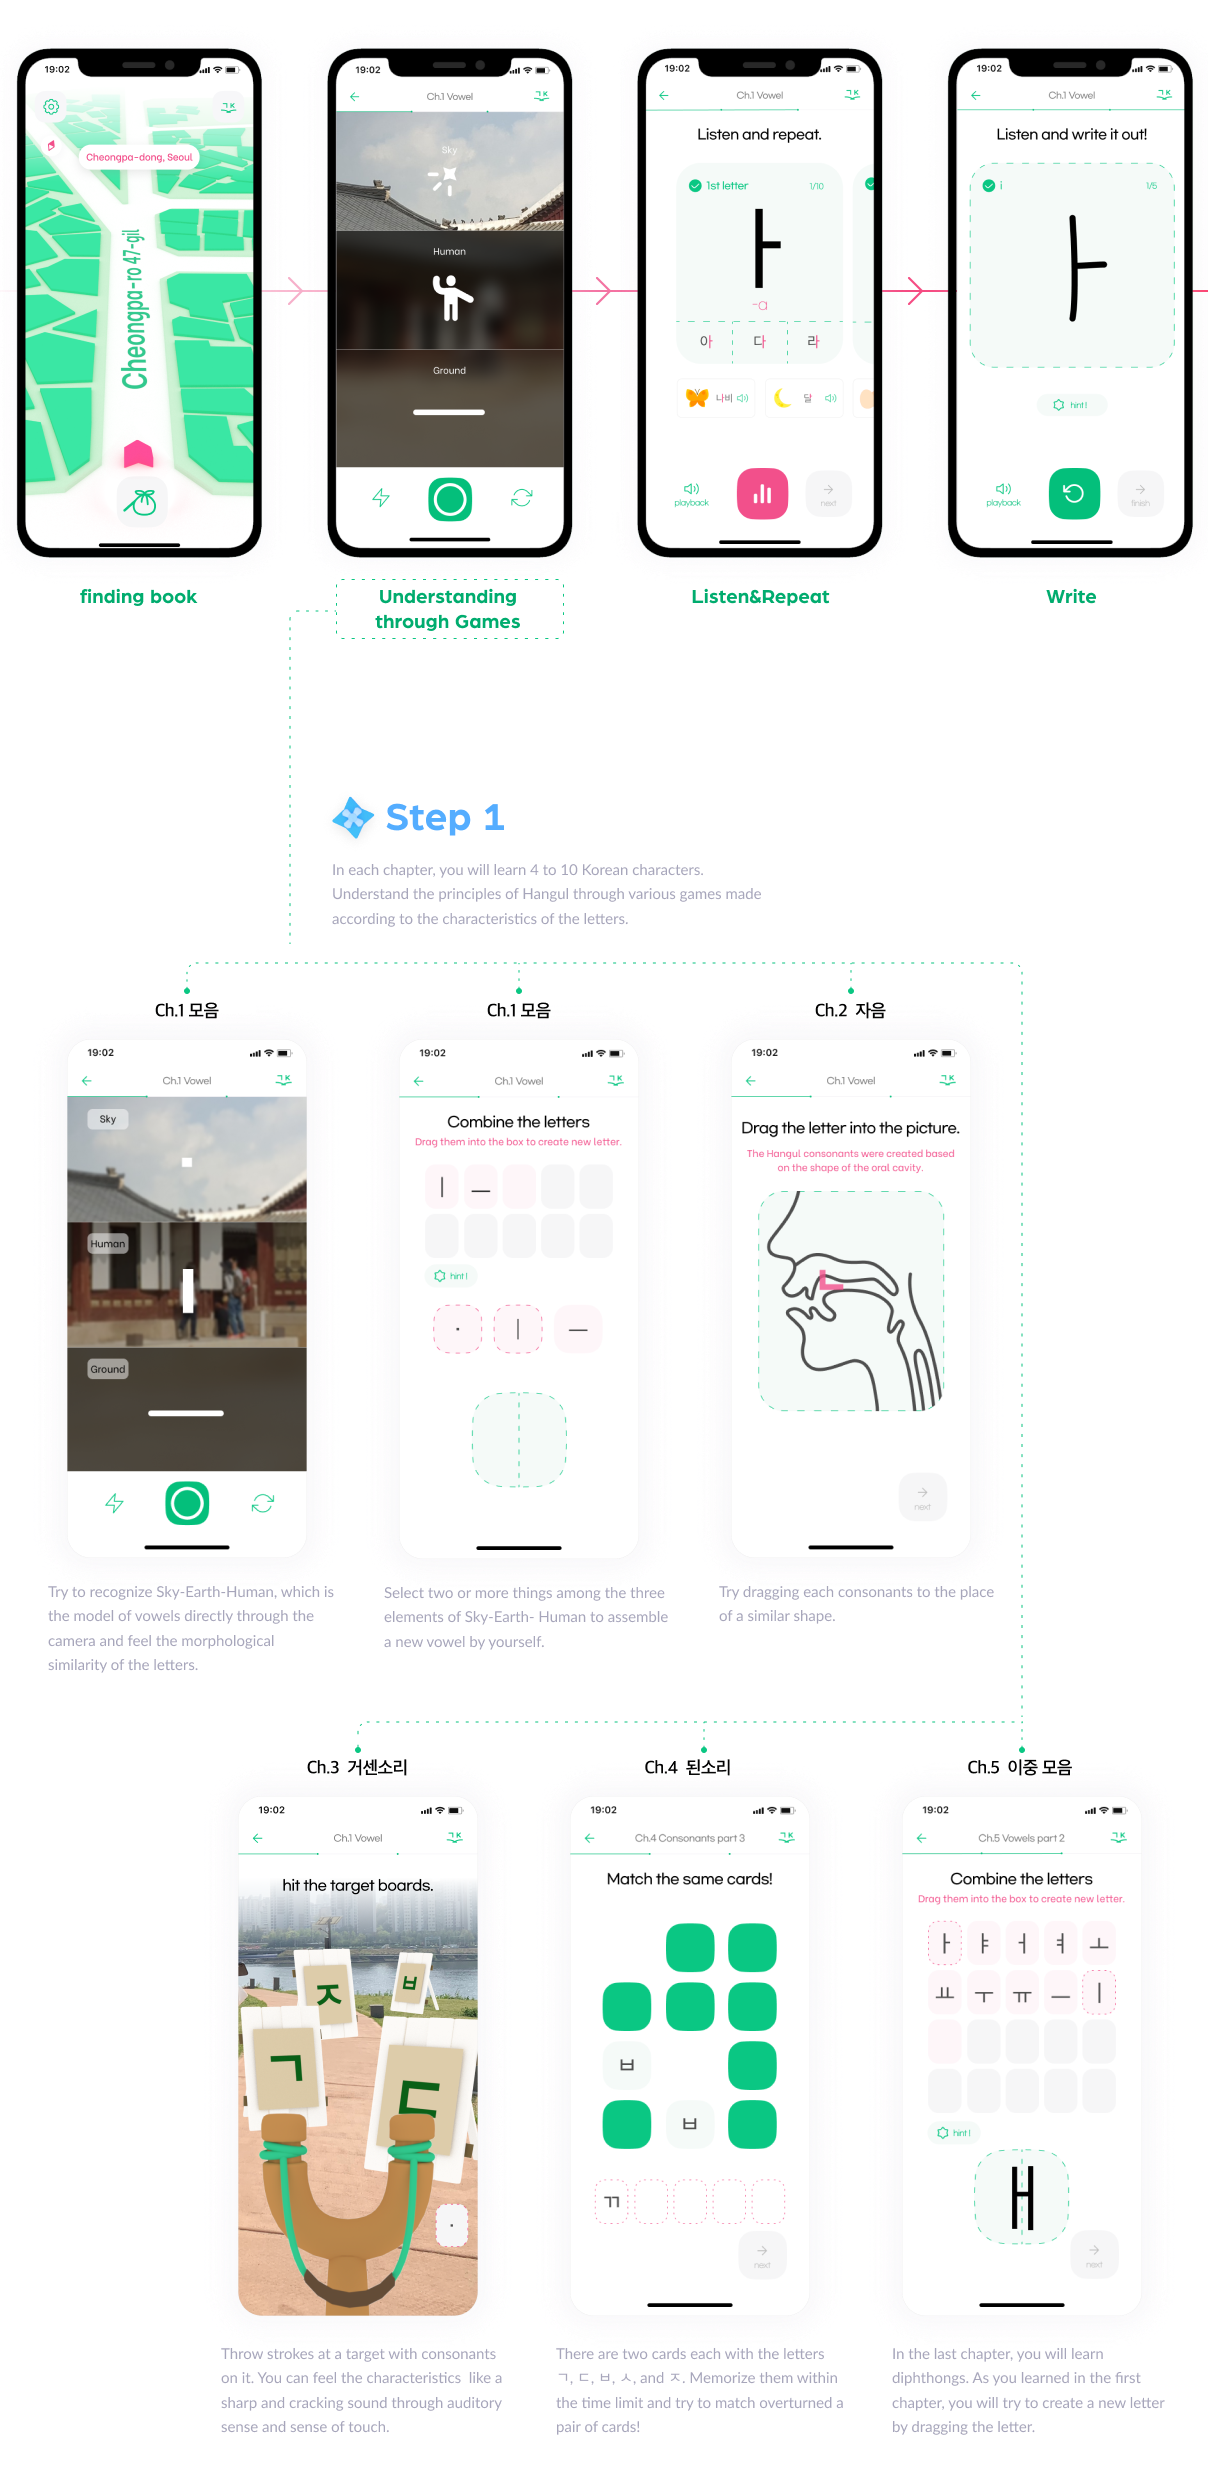 19:02
Cheongpa-dong, Seoul
Cheongpa-ro 47-gil
finding book
19:02
Ch.1 Vowel
Sky
Human
Ground
Understanding
through Games
19:02
Ch.1 Vowel
Listen and repeat.
1st letter
1/10
ㅏ
-a
아
다
라
나비
달
playback
next
Listen&Repeat
19:02
Ch.1 Vowel
Listen and write it out!
i
1/5
ㅏ
hint!
playback
finish
Write
Step 1
In each chapter, you will learn 4 to 10 Korean characters.
Understand the principles of Hangul through various games made
according to the characteristics of the letters.
Ch.1 모음
19:02
Ch.1 Vowel
Sky
Human
Ground
Try to recognize Sky-Earth-Human, which is
the model of vowels directly through the
camera and feel the morphological
similarity of the letters.
Ch.1 모음
19:02
Ch.1 Vowel
Combine the letters
Drag them into the box to create new letter.
ㅣ ㅡ
hint!
· ㅣ ㅡ
Select two or more things among the three
elements of Sky-Earth- Human to assemble
a new vowel by yourself.
Ch.2 자음
19:02
Ch.1 Vowel
Drag the letter into the picture.
The Hangul consonants were created based
on the shape of the oral cavity.
ㄴ
next
Try dragging each consonants to the place
of a similar shape.
Ch.3 거센소리
19:02
Ch.1 Vowel
hit the target boards.
ㅈ
ㅂ
ㄱ
ㄷ
·
Throw strokes at a target with consonants
on it. You can feel the characteristics like a
sharp and cracking sound through auditory
sense and sense of touch.
Ch.4 된소리
19:02
Ch.4 Consonants part 3
Match the same cards!
ㅂ
ㅂ
ㄲ
next
There are two cards each with the letters
ㄱ, ㄷ, ㅂ, ㅅ, and ㅈ. Memorize them within
the time limit and try to match overturned a
pair of cards!
Ch.5 이중 모음
19:02
Ch.5 Vowels part 2
Combine the letters
Drag them into the box to create new letter.
ㅏ ㅑ ㅓ ㅕ ㅗ
ㅛ ㅜ ㅠ ㅡ ㅣ
hint!
ㅐ
next
In the last chapter, you will learn
diphthongs. As you learned in the first
chapter, you will try to create a new letter
by dragging the letter.